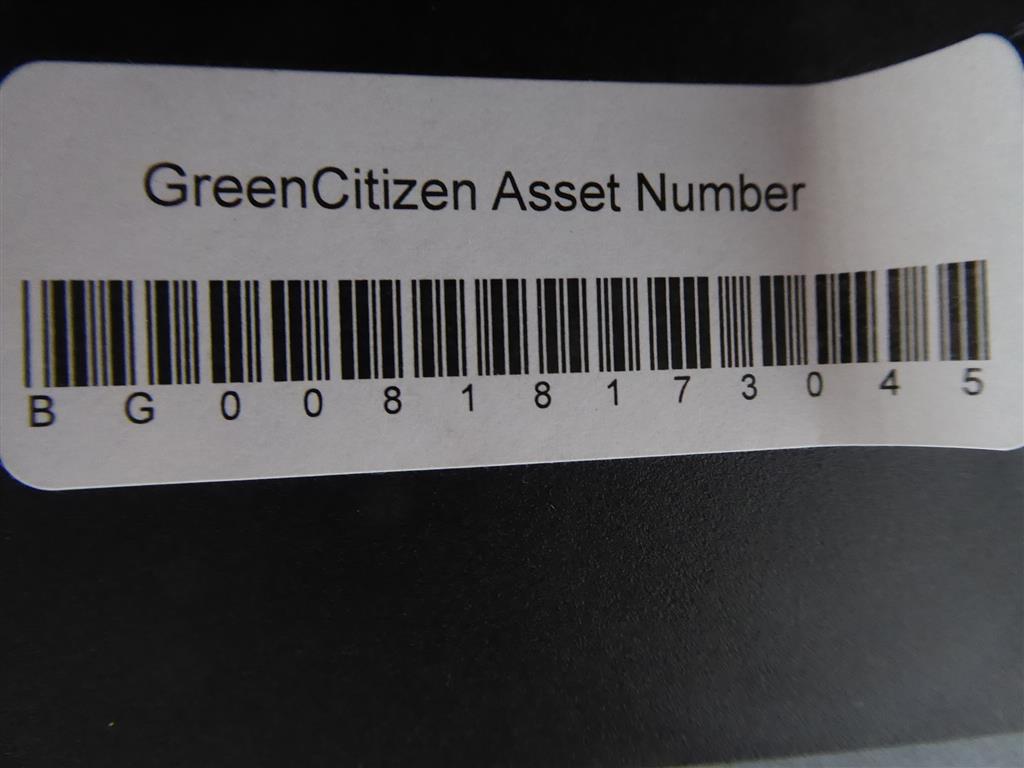 GreenCitizen Asset Number
B G 0 0 8 1 8 1 7 3 0 4 5